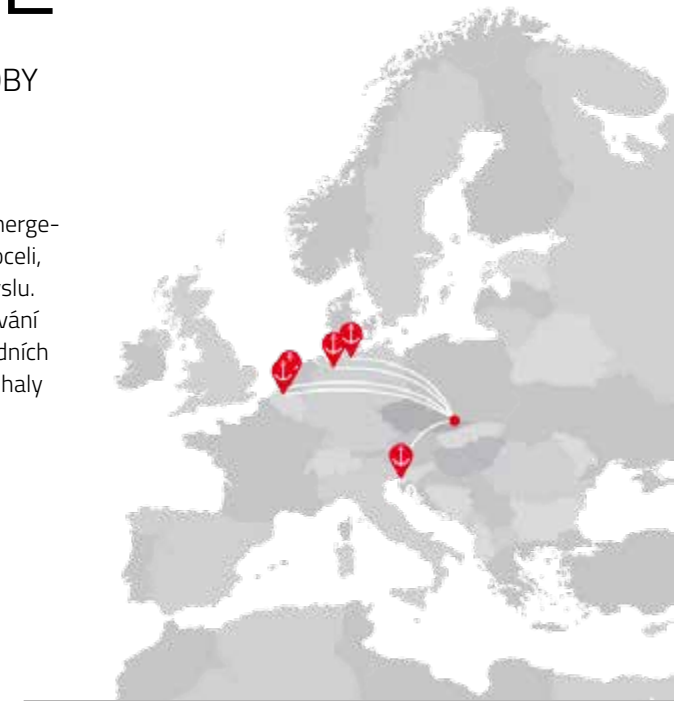 OBY
nerge-
oceli,
slu.
vání
dních
haly